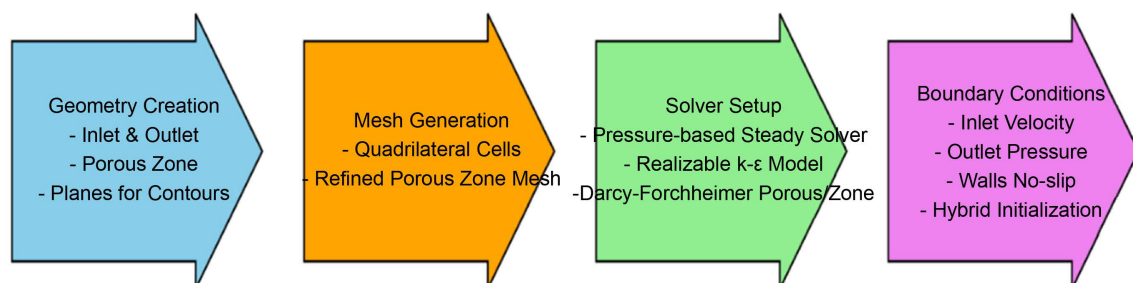 Geometry Creation
- Inlet & Outlet
- Porous Zone
- Planes for Contours
Mesh Generation
- Quadrilateral Cells
- Refined Porous Zone Mesh
Solver Setup
- Pressure-based Steady Solver
- Realizable k-ε Model
-Darcy-Forchheimer Porous/Zone
Boundary Conditions
- Inlet Velocity
- Outlet Pressure
- Walls No-slip
- Hybrid Initialization